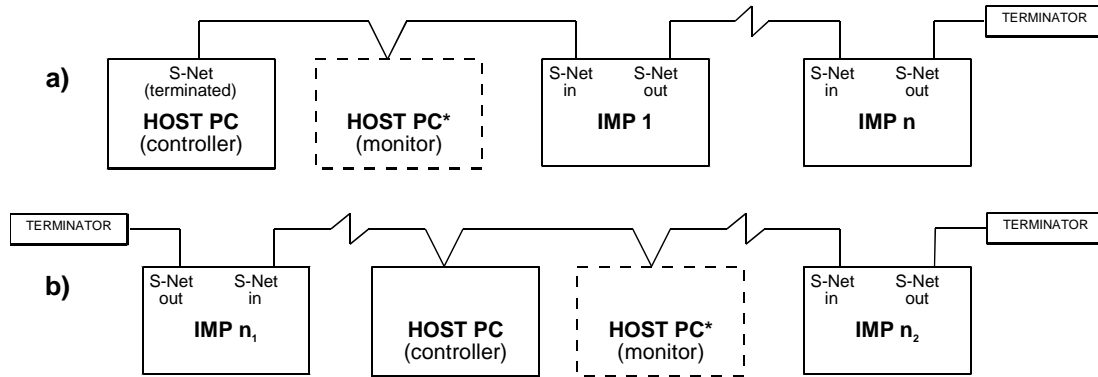 TERMINATOR
a)
S-Net
(terminated)
HOST PC
(controller)
HOST PC*
(monitor)
S-Net in
S-Net out
IMP 1
S-Net in
S-Net out
IMP n
TERMINATOR
TERMINATOR
b)
S-Net out
S-Net in
IMP n₁
HOST PC
(controller)
HOST PC*
(monitor)
S-Net in
S-Net out
IMP n₂